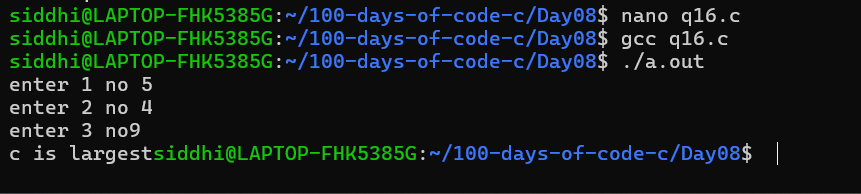 siddhi@LAPTOP-FHK5385G:~/100-days-of-code-c/Day08$ nano q16.c
siddhi@LAPTOP-FHK5385G:~/100-days-of-code-c/Day08$ gcc q16.c
siddhi@LAPTOP-FHK5385G:~/100-days-of-code-c/Day08$ ./a.out
enter 1 no 5
enter 2 no 4
enter 3 no9
c is largestsiddhi@LAPTOP-FHK5385G:~/100-days-of-code-c/Day08$